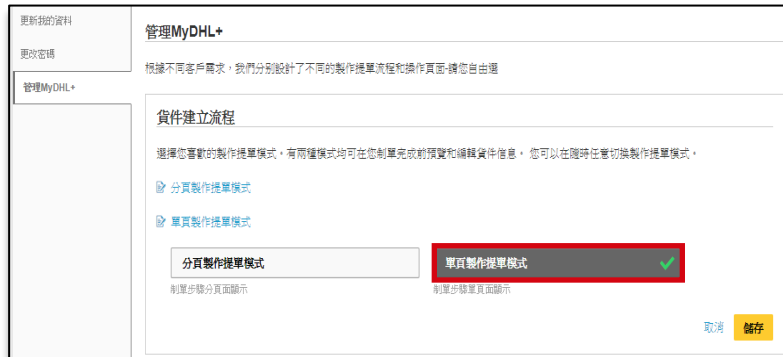 更新我的資料
更改密碼
管理MyDHL+
管理MyDHL+
根據不同客戶需求，我們分別設計了不同的製作提單流程和操作頁面-請您自由選
貨件建立流程
選擇您喜歡的製作提單模式。有兩種模式均可在您制單完成前預覽和編輯貨件信息。 您可以在隨時任意切換製作提單模式。
分頁製作提單模式
單頁製作提單模式
分頁製作提單模式
單頁製作提單模式
制單步驟分頁面顯示
制單步驟單頁面顯示
取消 儲存